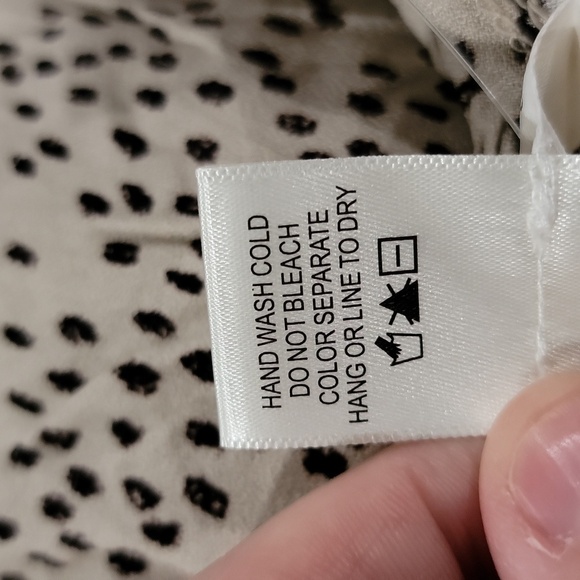 HAND WASH COLD
DO NOT BLEACH
COLOR SEPARATE
HANG OR LINE TO DRY